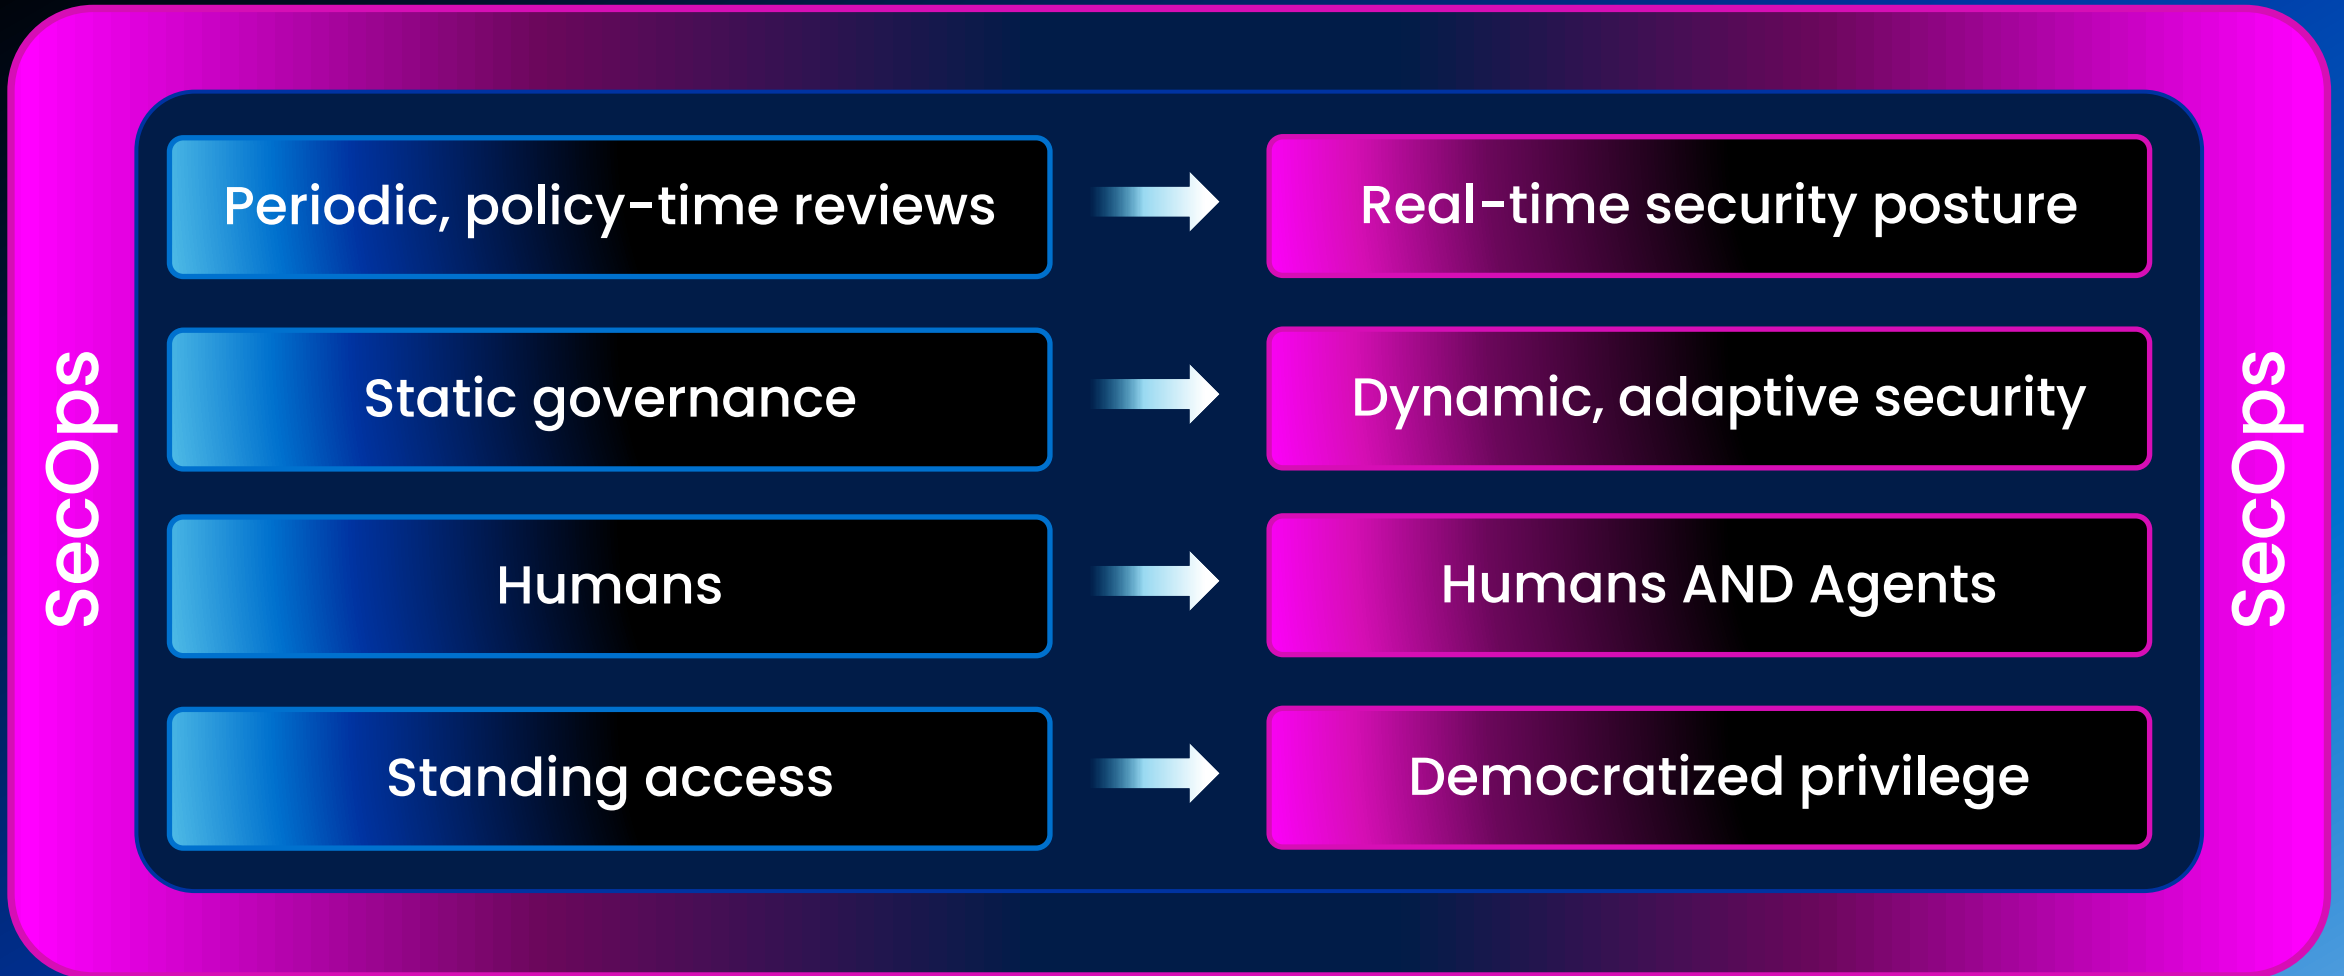 SecOps
Periodic, policy-time reviews
Real-time security posture
Static governance
Dynamic, adaptive security
Humans
Humans AND Agents
Standing access
Democratized privilege
SecOps